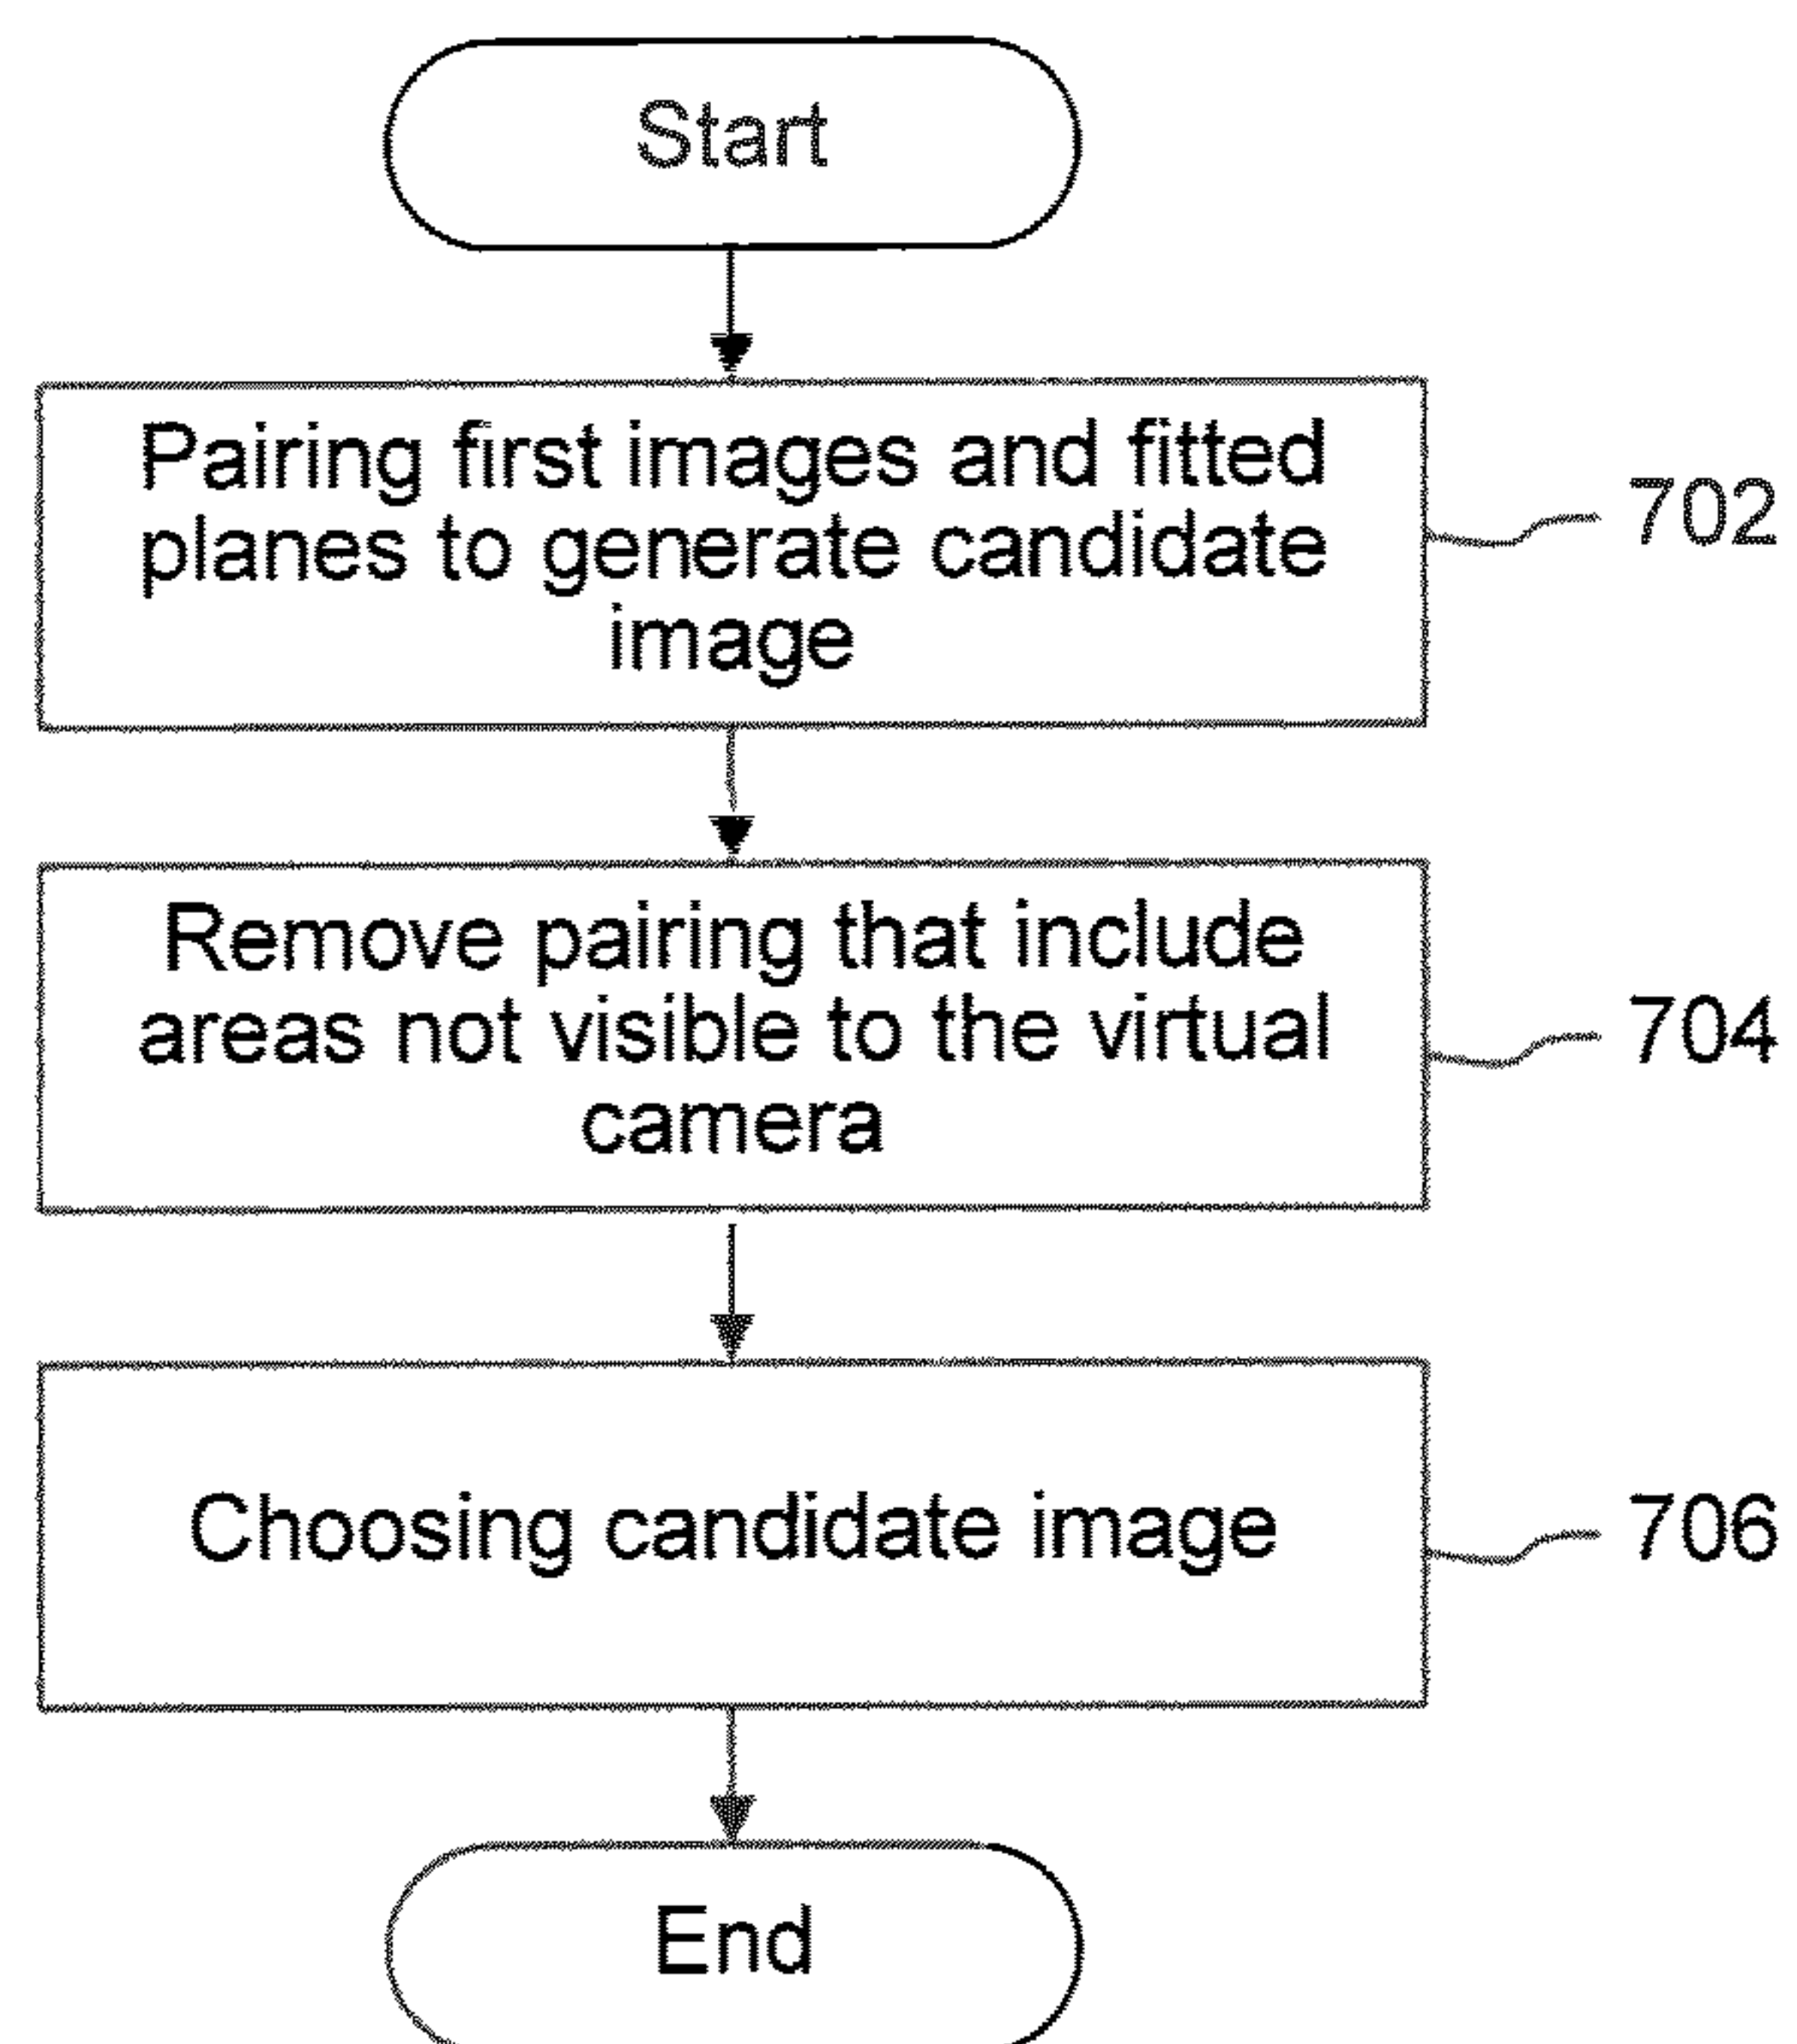 Start
Pairing first images and fitted
planes to generate candidate
image
702
Remove pairing that include
areas not visible to the virtual
camera
704
Choosing candidate image
706
End